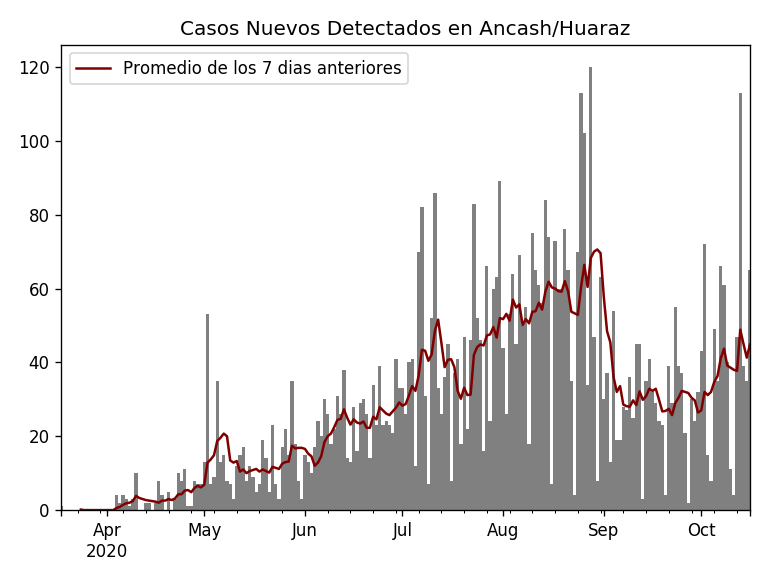 Casos Nuevos Detectados en Ancash/Huaraz
Promedio de los 7 dias anteriores
120
100
80
60
40
20
0
Apr May Jun Jul Aug Sep Oct
2020